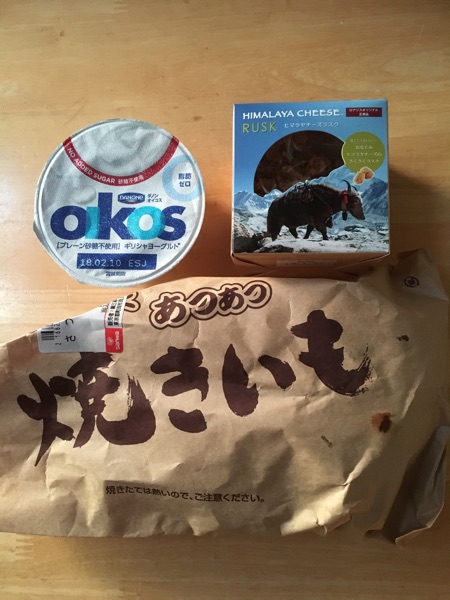 NO ADDED SUGAR 砂糖不使用
脂肪
ゼロ
DANONE
ダノン
オイコス
oikos
[プレーン砂糖不使用] ギリシャヨーグルト
18.02.10 ESJ
賞味期限
HIMALAYA CHEESE
RUSK ヒマラヤチーズラスク
あつあつ
焼きいも
焼きたては熱いので、ご注意ください。